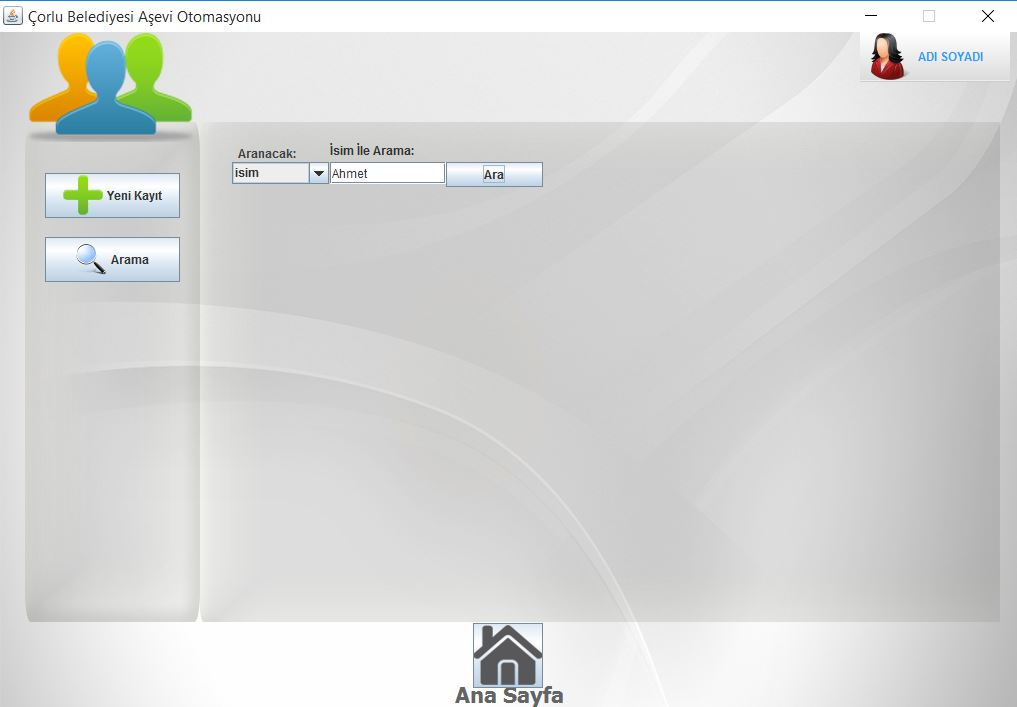 Çorlu Belediyesi Aşevi Otomasyonu
ADI SOYADI
Aranacak:
İsim İle Arama:
isim
Ahmet
Ara
Yeni Kayıt
Arama
Ana Sayfa